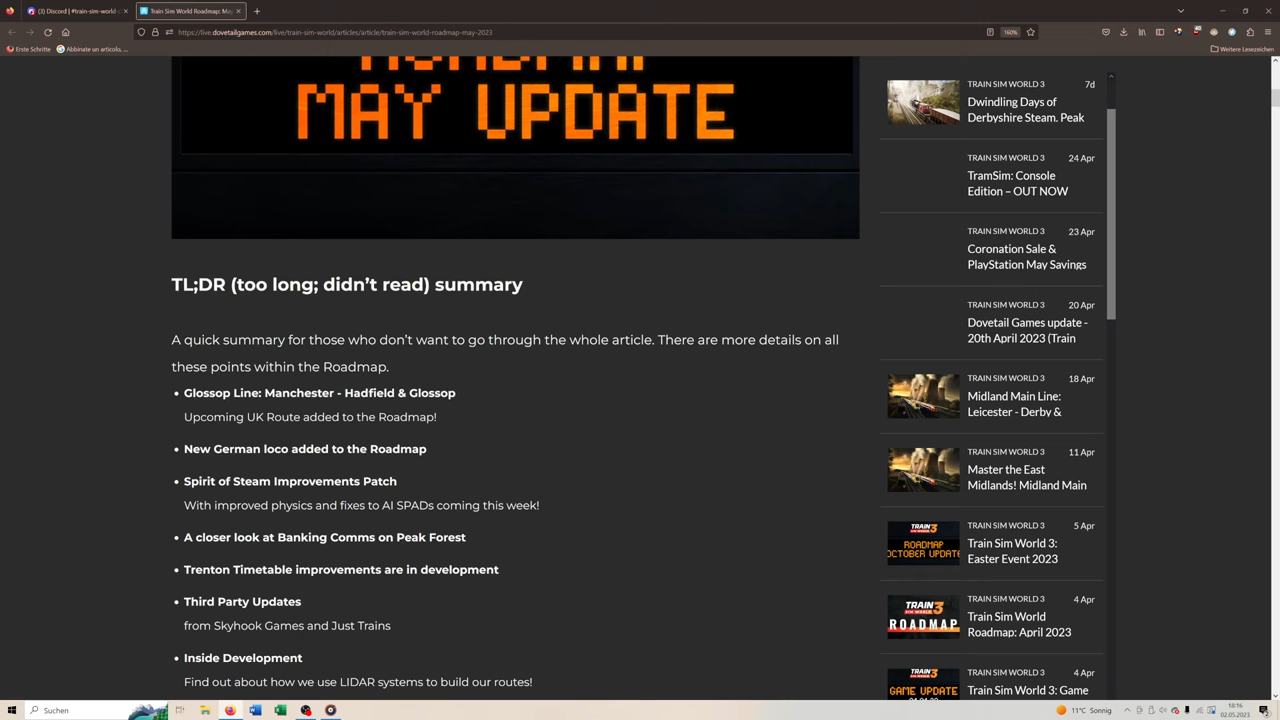 (3) Discord | #train-sim-world
Train Sim World Roadmap: Ma
https://live.dovetailgames.com/live/train-sim-world/articles/article/train-sim-world-roadmap-may-2023
160%
Erste Schritte
Abbinate un articolo, ...
Weitere Lesezeichen
MAY UPDATE
TL;DR (too long; didn't read) summary
A quick summary for those who don't want to go through the whole article. There are more details on all
these points within the Roadmap.
• Glossop Line: Manchester - Hadfield & Glossop
Upcoming UK Route added to the Roadmap!
• New German loco added to the Roadmap
• Spirit of Steam Improvements Patch
With improved physics and fixes to AI SPADs coming this week!
• A closer look at Banking Comms on Peak Forest
• Trenton Timetable improvements are in development
• Third Party Updates
from Skyhook Games and Just Trains
• Inside Development
Find out about how we use LIDAR systems to build our routes!
TRAIN SIM WORLD 3 7d
Dwindling Days of
Derbyshire Steam. Peak
TRAIN SIM WORLD 3 24 Apr
TramSim: Console
Edition – OUT NOW
TRAIN SIM WORLD 3 23 Apr
Coronation Sale &
PlayStation May Savings
TRAIN SIM WORLD 3 20 Apr
Dovetail Games update -
20th April 2023 (Train
TRAIN SIM WORLD 3 18 Apr
Midland Main Line:
Leicester - Derby &
TRAIN SIM WORLD 3 11 Apr
Master the East
Midlands! Midland Main
TRAIN 3
ROADMAP
OCTOBER UPDATE
TRAIN SIM WORLD 3 5 Apr
Train Sim World 3:
Easter Event 2023
TRAIN 3
ROADMAP
TRAIN SIM WORLD 3 4 Apr
Train Sim World
Roadmap: April 2023
TRAIN 3
GAME UPDATE
TRAIN SIM WORLD 3 4 Apr
Train Sim World 3: Game
Suchen
11°C Sonnig
18:16
02.05.2023